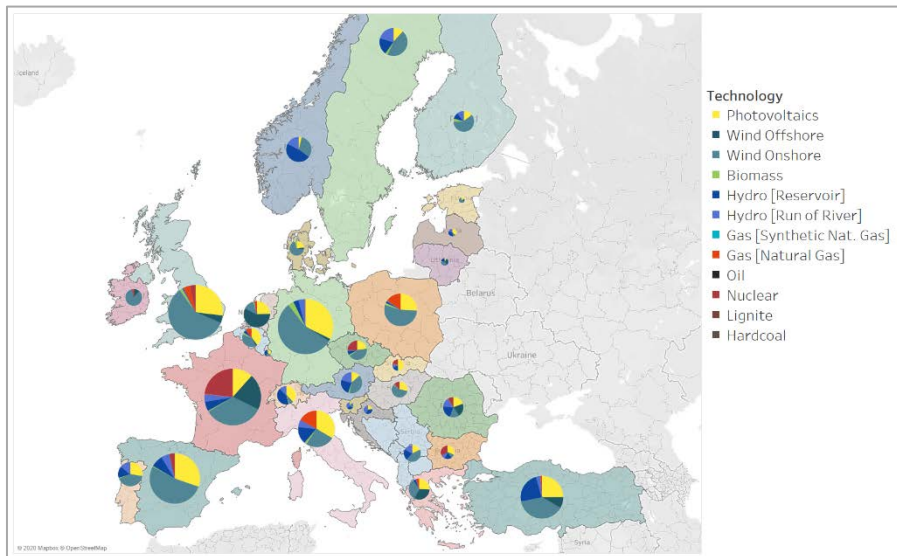 Iceland
Belarus
Ukraine
Syria
© 2020 Mapbox © OpenStreetMap
Technology
Photovoltaics
Wind Offshore
Wind Onshore
Biomass
Hydro [Reservoir]
Hydro [Run of River]
Gas [Synthetic Nat. Gas]
Gas [Natural Gas]
Oil
Nuclear
Lignite
Hardcoal